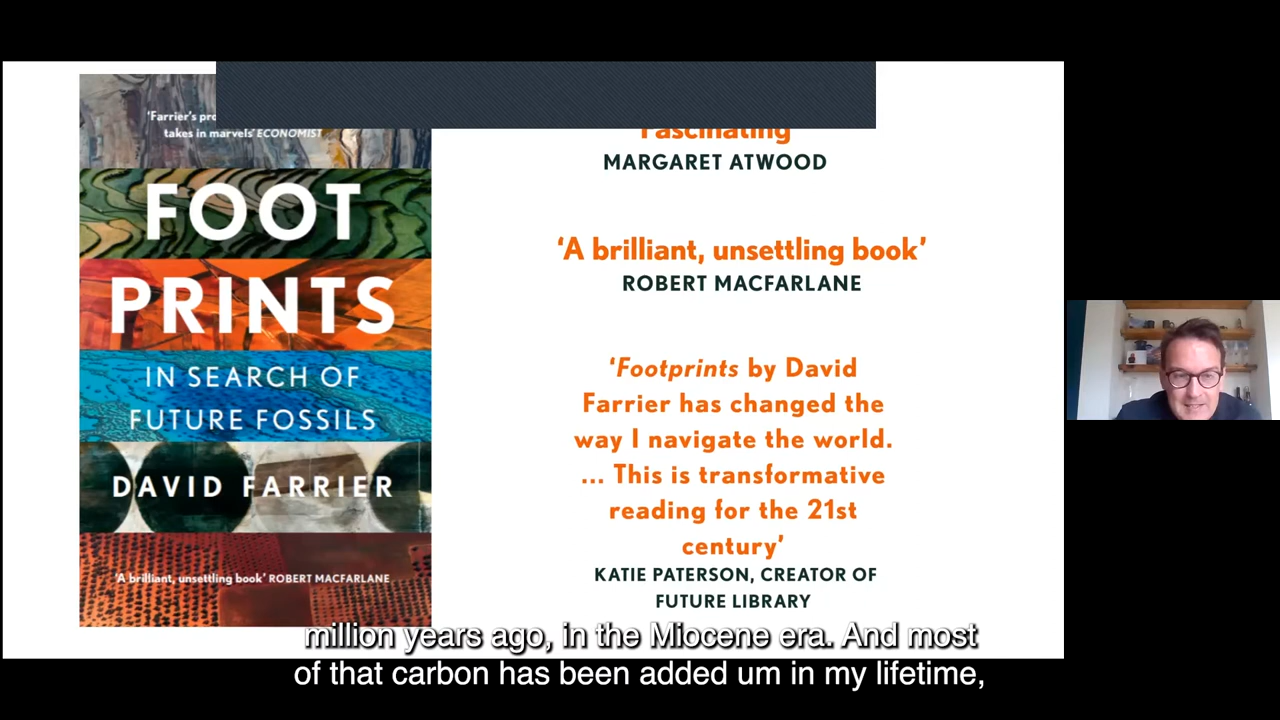 ‘Farrier’s pro
takes in marvels’ ECONOMIST
FOOT
PRINTS
IN SEARCH OF
FUTURE FOSSILS
DAVID FARRIER
‘A brilliant, unsettling book’ ROBERT MACFARLANE
‘Fascinating’
MARGARET ATWOOD
‘A brilliant, unsettling book’
ROBERT MACFARLANE
‘Footprints by David
Farrier has changed the
way I navigate the world.
... This is transformative
reading for the 21st
century’
KATIE PATERSON, CREATOR OF
FUTURE LIBRARY
million years ago, in the Miocene era. And most
of that carbon has been added um in my lifetime,